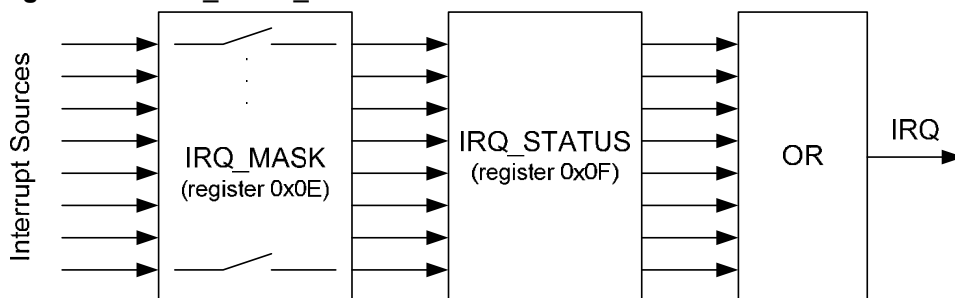 Interrupt Sources
IRQ_MASK
(register 0x0E)
IRQ_STATUS
(register 0x0F)
OR
IRQ